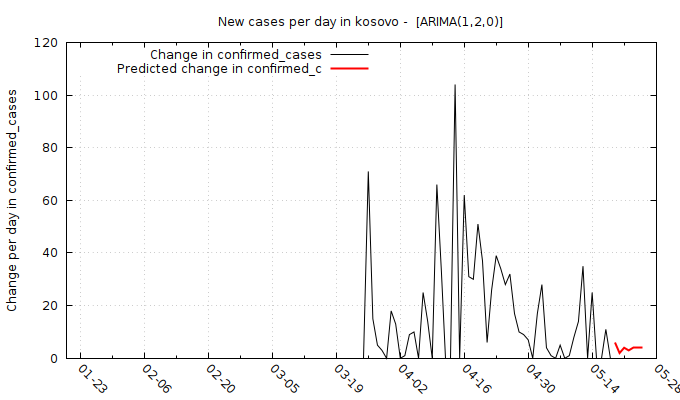 New cases per day in kosovo -  [ARIMA(1,2,0)]
Change per day in confirmed_cases
Change in confirmed_cases
Predicted change in confirmed_c
120
100
80
60
40
20
0
01-23 02-06 02-20 03-05 03-19 04-02 04-16 04-30 05-14 05-28